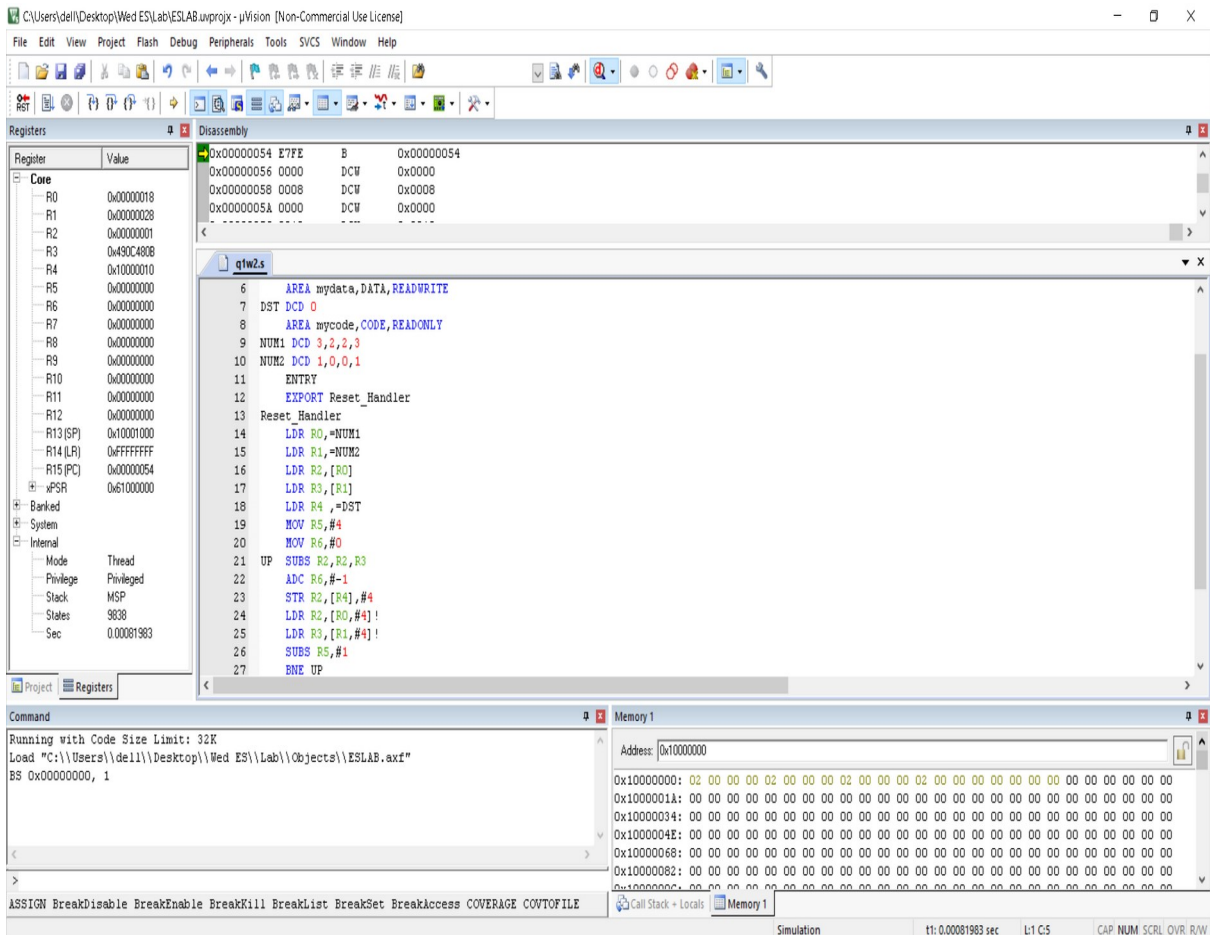 C:\Users\dell\Desktop\Wed ES\Lab\ESLAB.uvprojx - µVision [Non-Commercial Use License]
File Edit View Project Flash Debug Peripherals Tools SVCS Window Help
RST
Registers
Register Value
Core
R0 0x00000018
R1 0x00000028
R2 0x00000001
R3 0x490C480B
R4 0x10000010
R5 0x00000000
R6 0x00000000
R7 0x00000000
R8 0x00000000
R9 0x00000000
R10 0x00000000
R11 0x00000000
R12 0x00000000
R13 (SP) 0x10001000
R14 (LR) 0xFFFFFFFF
R15 (PC) 0x00000054
xPSR 0x61000000
Banked
System
Internal
Mode Thread
Privilege Privileged
Stack MSP
States 9838
Sec 0.00081983
Project Registers
Disassembly
0x00000054 E7FE B 0x00000054
0x00000056 0000 DCW 0x0000
0x00000058 0008 DCW 0x0008
0x0000005A 0000 DCW 0x0000
q1w2.s
6 AREA mydata,DATA,READWRITE
7 DST DCD 0
8 AREA mycode,CODE,READONLY
9 NUM1 DCD 3,2,2,3
10 NUM2 DCD 1,0,0,1
11 ENTRY
12 EXPORT Reset_Handler
13 Reset_Handler
14 LDR R0,=NUM1
15 LDR R1,=NUM2
16 LDR R2,[R0]
17 LDR R3,[R1]
18 LDR R4 ,=DST
19 MOV R5,#4
20 MOV R6,#0
21 UP SUBS R2,R2,R3
22 ADC R6,#-1
23 STR R2,[R4],#4
24 LDR R2,[R0,#4]!
25 LDR R3,[R1,#4]!
26 SUBS R5,#1
27 BNE UP
Command
Running with Code Size Limit: 32K
Load "C:\\Users\\dell\\Desktop\\Wed ES\\Lab\\Objects\\ESLAB.axf"
BS 0x00000000, 1
>
ASSIGN BreakDisable BreakEnable BreakKill BreakList BreakSet BreakAccess COVERAGE COVTOFILE
Memory 1
Address: 0x10000000
0x10000000: 02 00 00 00 02 00 00 00 02 00 00 00 02 00 00 00 00 00 00 00 00 00 00 00 00 00
0x1000001A: 00 00 00 00 00 00 00 00 00 00 00 00 00 00 00 00 00 00 00 00 00 00 00 00 00 00
0x10000034: 00 00 00 00 00 00 00 00 00 00 00 00 00 00 00 00 00 00 00 00 00 00 00 00 00 00
0x1000004E: 00 00 00 00 00 00 00 00 00 00 00 00 00 00 00 00 00 00 00 00 00 00 00 00 00 00
0x10000068: 00 00 00 00 00 00 00 00 00 00 00 00 00 00 00 00 00 00 00 00 00 00 00 00 00 00
0x10000082: 00 00 00 00 00 00 00 00 00 00 00 00 00 00 00 00 00 00 00 00 00 00 00 00 00 00
Call Stack + Locals Memory 1
Simulation t1: 0.00081983 sec L:1 C:5 CAP NUM SCRL OVR R/W